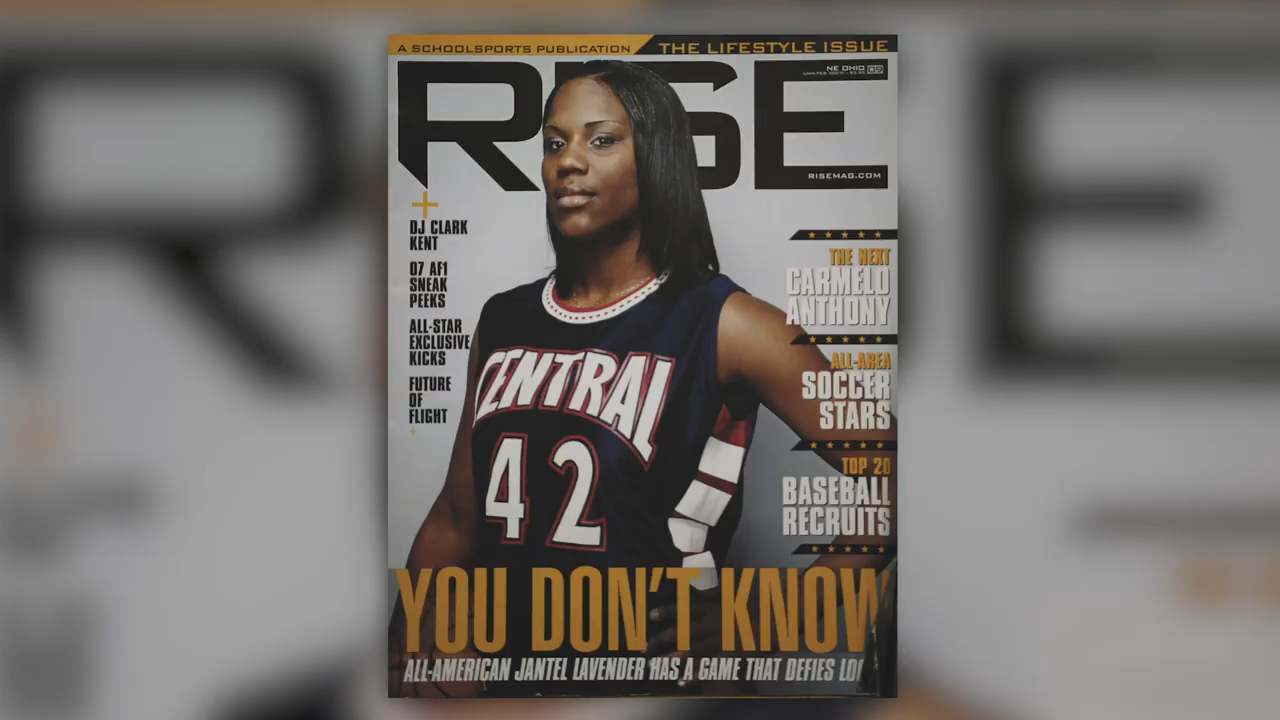 A SCHOOLSPORTS PUBLICATION
THE LIFESTYLE ISSUE
RISE
NE OHIO 09
RISEMAG.COM
+
DJ CLARK
KENT
07 AF1
SNEAK
PEEKS
ALL-STAR
EXCLUSIVE
KICKS
FUTURE
OF
FLIGHT
+
THE NEXT
CARMELO
ANTHONY
ALL-AREA
SOCCER
STARS
TOP 20
BASEBALL
RECRUITS
CENTRAL
42
YOU DON'T KNOW
ALL-AMERICAN JANTEL LAVENDER HAS A GAME THAT DEFIES